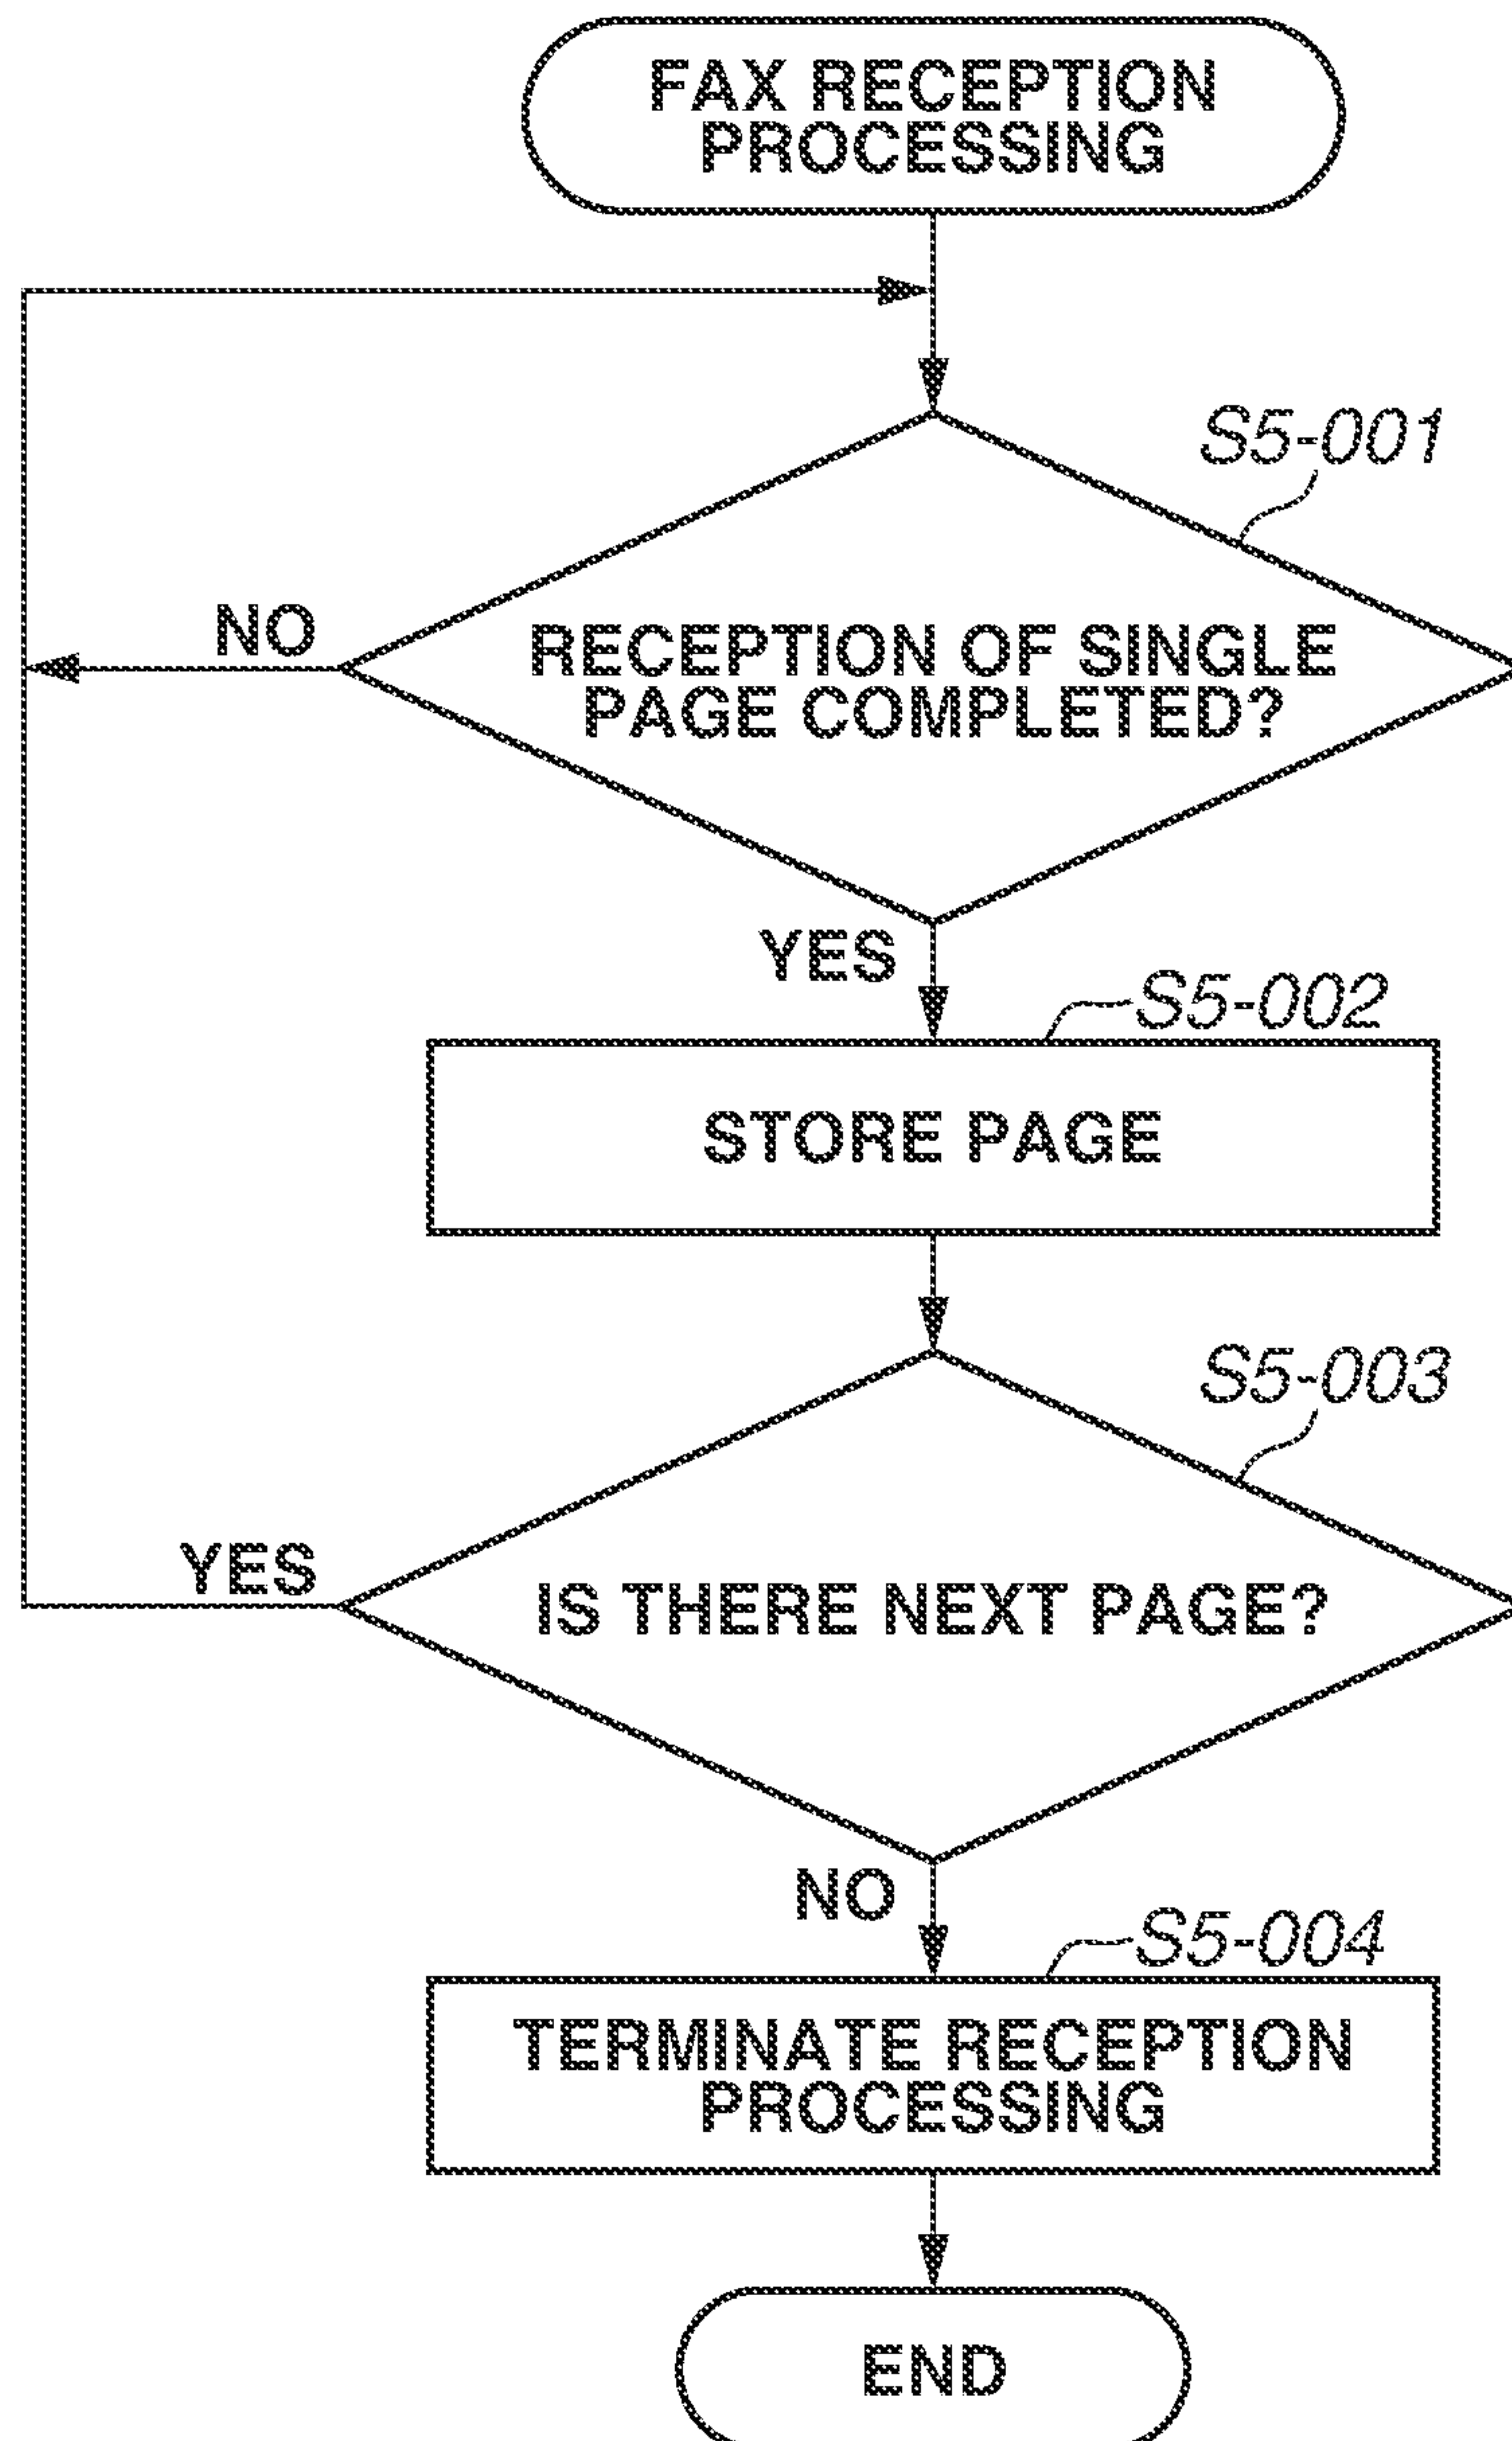 FAX RECEPTION
PROCESSING
S5-001
NO
RECEPTION OF SINGLE
PAGE COMPLETED?
YES
S5-002
STORE PAGE
S5-003
YES
IS THERE NEXT PAGE?
NO
S5-004
TERMINATE RECEPTION
PROCESSING
END